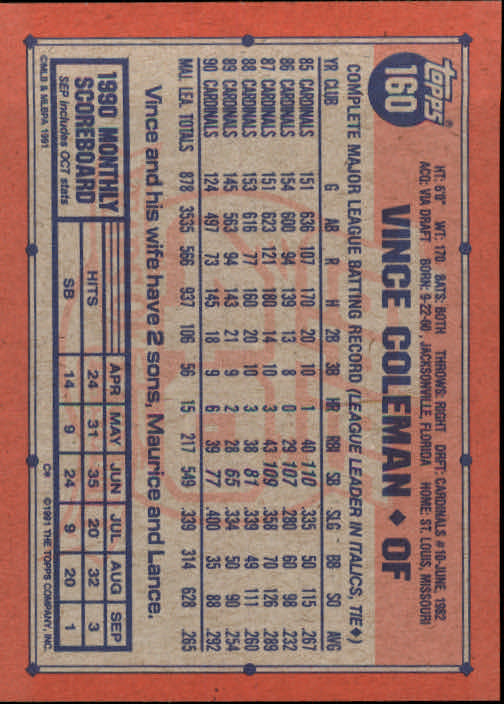 TOPPS®
160
VINCE COLEMAN ♦ OF
HT: 6'0" WT: 170 BATS: BOTH THROWS: RIGHT DRFT: CARDINALS #10-JUNE, 1982
ACQ: VIA DRAFT BORN: 9-22-60 JACKSONVILLE, FLORIDA HOME: ST. LOUIS, MISSOURI
COMPLETE MAJOR LEAGUE BATTING RECORD (LEAGUE LEADER IN ITALICS, TIE♦)
YR CLUB G AB R H 2B 3B HR RBI SB SLG BB SO AVG
85 CARDINALS 151 636 107 170 20 10 1 40 110 .335 50 115 .267
86 CARDINALS 154 600 94 139 13 8 0 29 107 .280 60 98 .232
87 CARDINALS 151 623 121 180 14 10 3 43 109 .358 70 126 .289
88 CARDINALS 153 616 77 160 20 10 3 38 81 .339 49 111 .260
89 CARDINALS 145 563 94 143 21 9 2 28 65 .334 50 90 .254
90 CARDINALS 124 497 73 145 18 9 6 39 77 .400 35 88 .292
MAJ. LEA. TOTALS 878 3535 566 937 106 56 15 217 549 .339 314 628 .265
Vince and his wife have 2 sons, Maurice and Lance.
1990 MONTHLY
SCOREBOARD
SEP includes OCT stats
APR MAY JUN JUL AUG SEP
HITS 24 31 35 20 32 3
SB 14 9 24 9 20 1
©MLB & MLBPA 1991
C* ©1991 THE TOPPS COMPANY, INC.